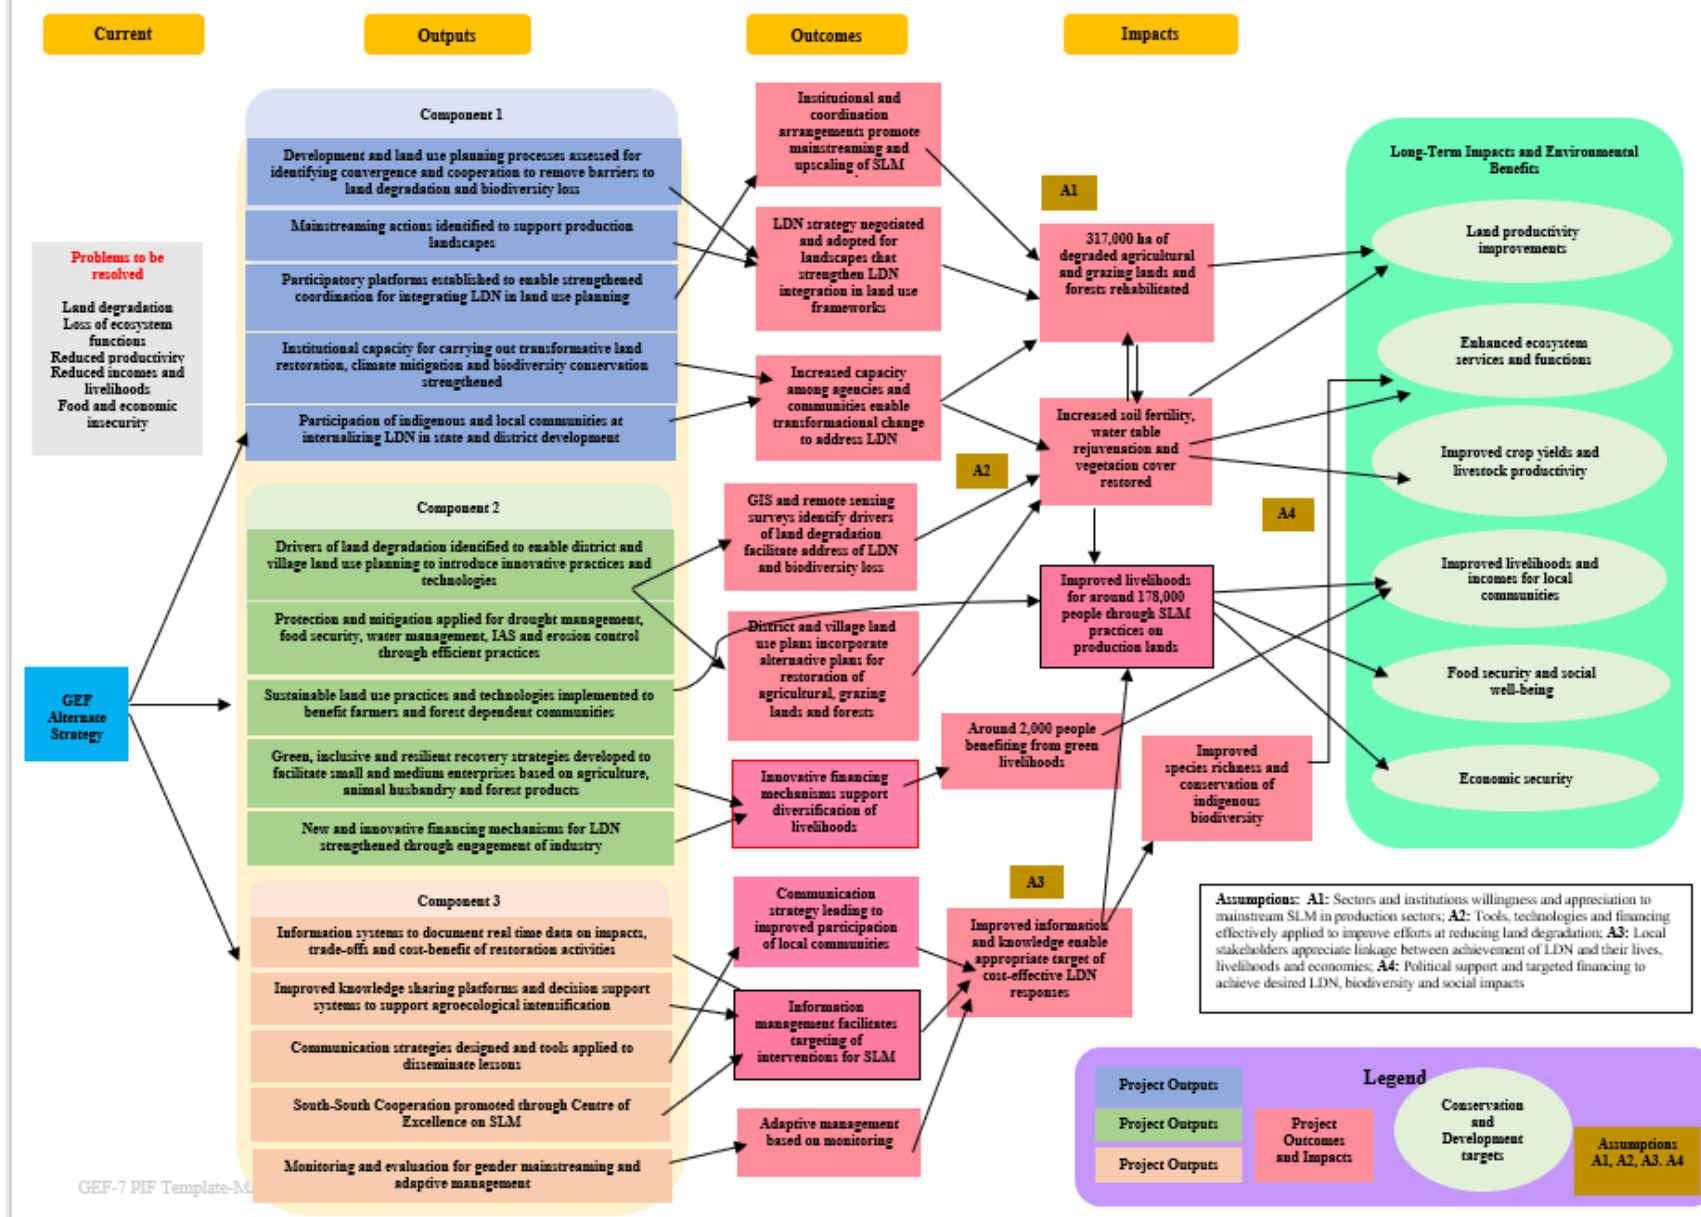 Current
Outputs
Outcomes
Impacts
Problems to be
resolved
Land degradation
Loss of ecosystem
functions
Reduced productivity
Reduced incomes and
livelihoods
Food and economic
insecurity
GEF
Alternate
Strategy
Component 1
Development and land use planning processes assessed for
identifying convergence and cooperation to remove barriers to
land degradation and biodiversity loss
Mainstreaming actions identified to support production
landscapes
Participatory platforms established to enable strengthened
coordination for integrating LDN in land use planning
Institutional capacity for carrying out transformative land
restoration, climate mitigation and biodiversity conservation
strengthened
Participation of indigenous and local communities at
internalizing LDN in state and district development
Component 2
Drivers of land degradation identified to enable district and
village land use planning to introduce innovative practices and
technologies
Protection and mitigation applied for drought management,
food security, water management, IAS and erosion control
through efficient practices
Sustainable land use practices and technologies implemented to
benefit farmers and forest dependent communities
Green, inclusive and resilient recovery strategies developed to
facilitate small and medium enterprises based on agriculture,
animal husbandry and forest products
New and innovative financing mechanisms for LDN
strengthened through engagement of industry
Component 3
Information systems to document real time data on impacts,
trade-offs and cost-benefit of restoration activities
Improved knowledge sharing platforms and decision support
systems to support agroecological intensification
Communication strategies designed and tools applied to
disseminate lessons
South-South Cooperation promoted through Centre of
Excellence on SLM
Monitoring and evaluation for gender mainstreaming and
adaptive management
GEF-7 PIF Template-Ma
Institutional and
coordination
arrangements promote
mainstreaming and
upscaling of SLM
LDN strategy negotiated
and adopted for
landscapes that
strengthen LDN
integration in land use
frameworks
Increased capacity
among agencies and
communities enable
transformational change
to address LDN
GIS and remote sensing
surveys identify drivers
of land degradation
facilitate address of LDN
and biodiversity loss
District and village land
use plans incorporate
alternative plans for
restoration of
agricultural, grazing
lands and forests
Innovative financing
mechanisms support
diversification of
livelihoods
Communication
strategy leading to
improved participation
of local communities
Information
management facilitates
targeting of
interventions for SLM
Adaptive management
based on monitoring
A1
317,000 ha of
degraded agricultural
and grazing lands and
forests rehabilitated
Increased soil fertility,
water table
rejuvenation and
vegetation cover
restored
A2
Improved livelihoods
for around 178,000
people through SLM
practices on
production lands
Around 2,000 people
benefiting from green
livelihoods
Improved
species richness and
conservation of
indigenous
biodiversity
A3
Improved information
and knowledge enable
appropriate target of
cost-effective LDN
responses
A4
Long-Term Impacts and Environmental
Benefits
Land productivity
improvements
Enhanced ecosystem
services and functions
Improved crop yields and
livestock productivity
Improved livelihoods and
incomes for local
communities
Food security and social
well-being
Economic security
Assumptions: A1: Sectors and institutions willingness and appreciation to
mainstream SLM in production sectors; A2: Tools, technologies and financing
effectively applied to improve efforts at reducing land degradation; A3: Local
stakeholders appreciate linkage between achievement of LDN and their lives,
livelihoods and economies; A4: Political support and targeted financing to
achieve desired LDN, biodiversity and social impacts
Legend
Project Outputs
Project Outputs
Project Outputs
Project
Outcomes
and Impacts
Conservation
and
Development
targets
Assumptions
A1, A2, A3. A4